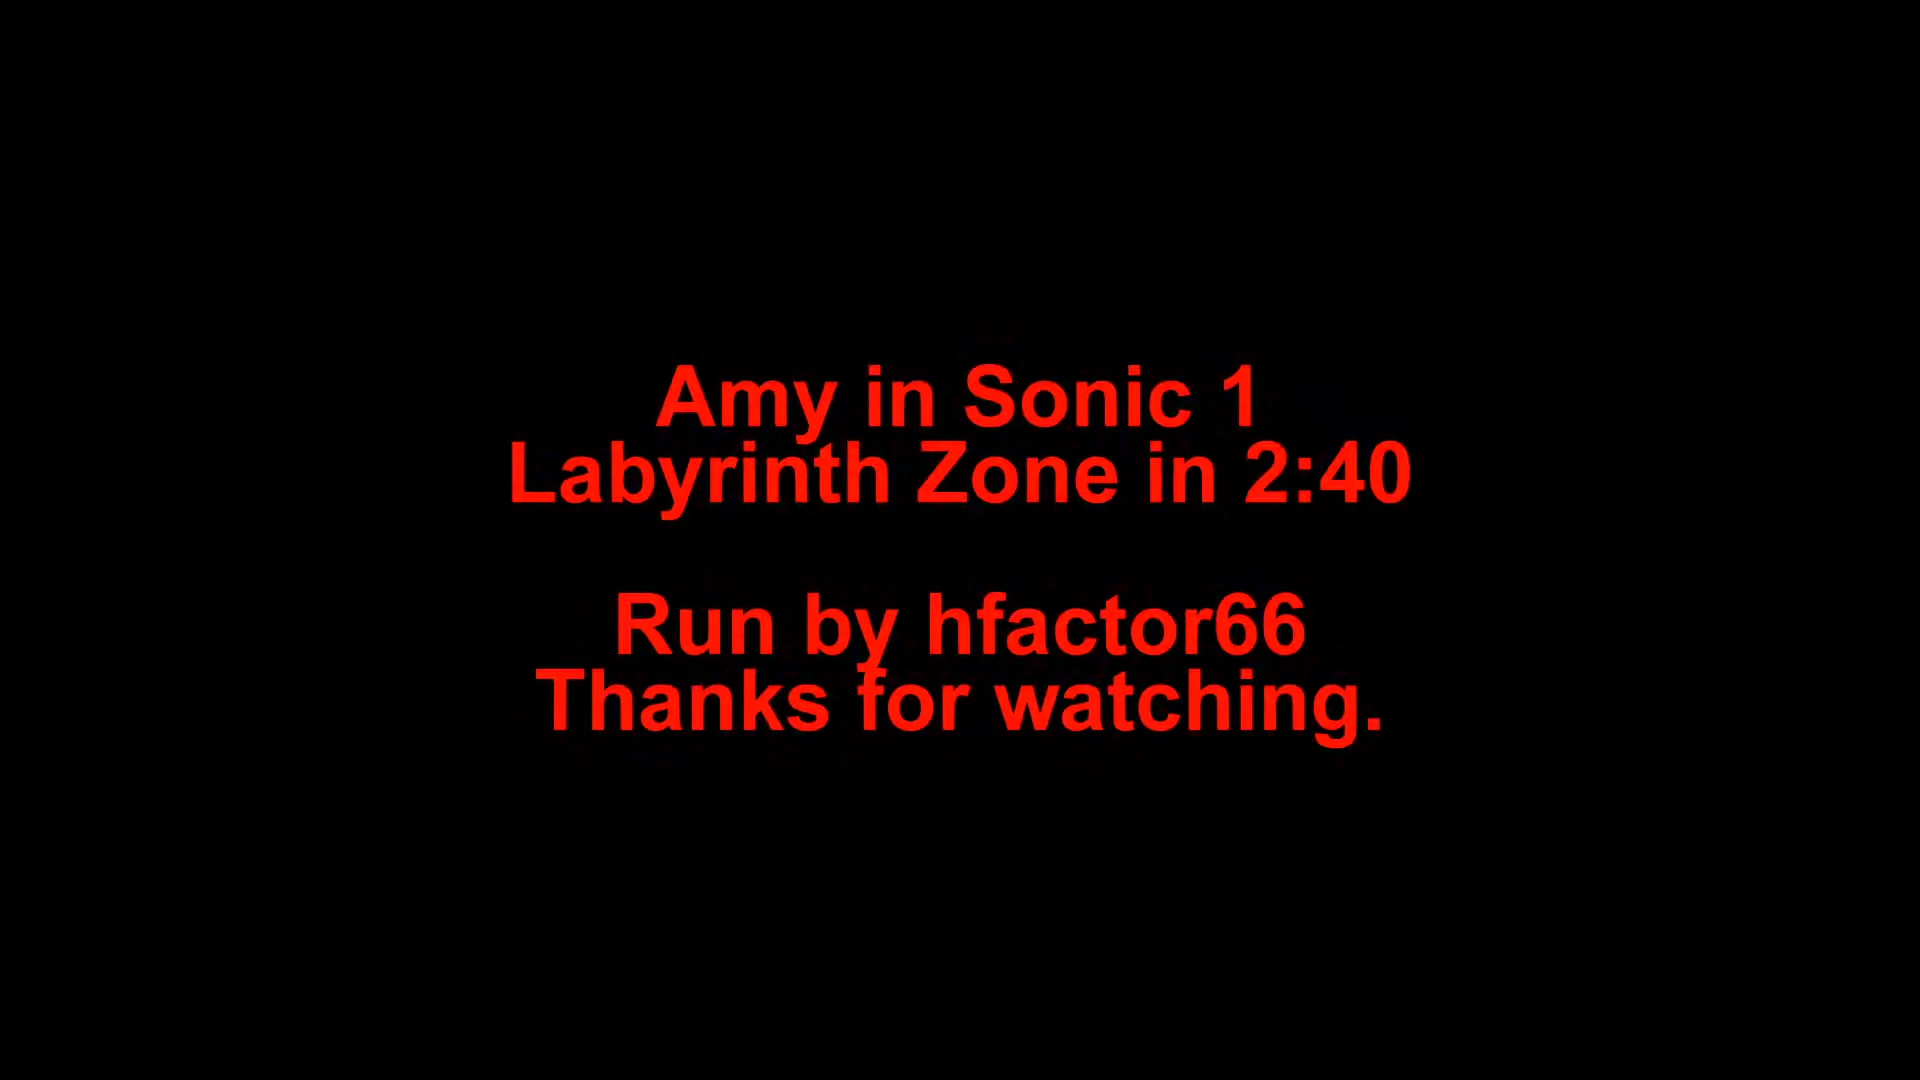 Amy in Sonic 1
Labyrinth Zone in 2:40
Run by hfactor66
Thanks for watching.